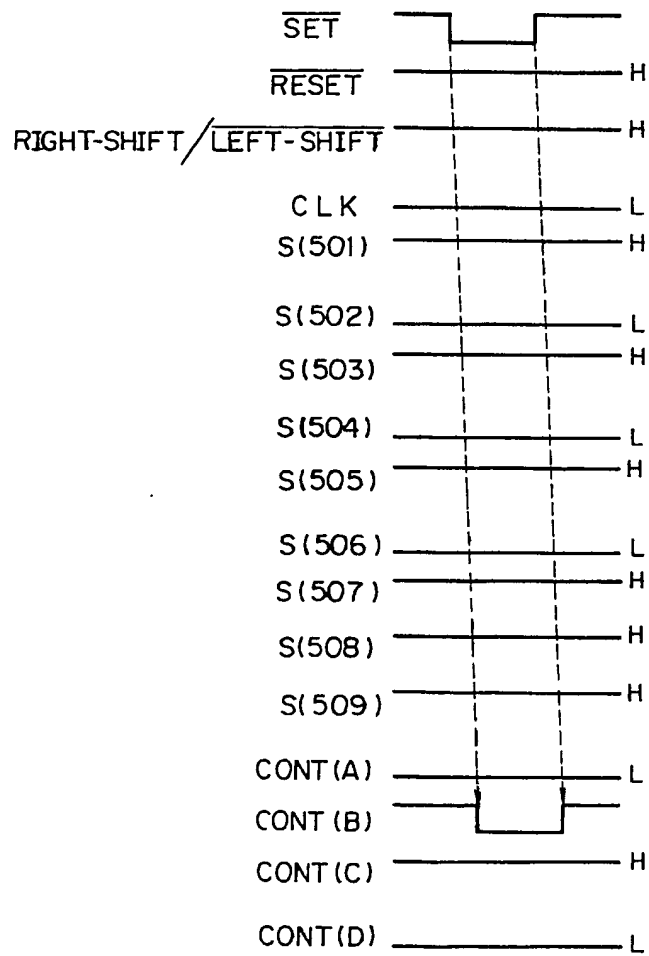 SET
RESET H
RIGHT-SHIFT/LEFT-SHIFT H
CLK L
S(501) H
S(502) L
S(503) H
S(504) L
S(505) H
S(506) L
S(507) H
S(508) H
S(509) H
CONT(A) L
CONT(B)
CONT(C) H
CONT(D) L